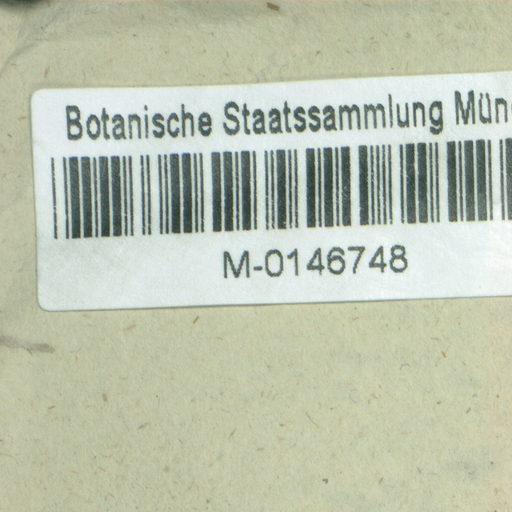 Botanische Staatssammlung Mün
M-0146748